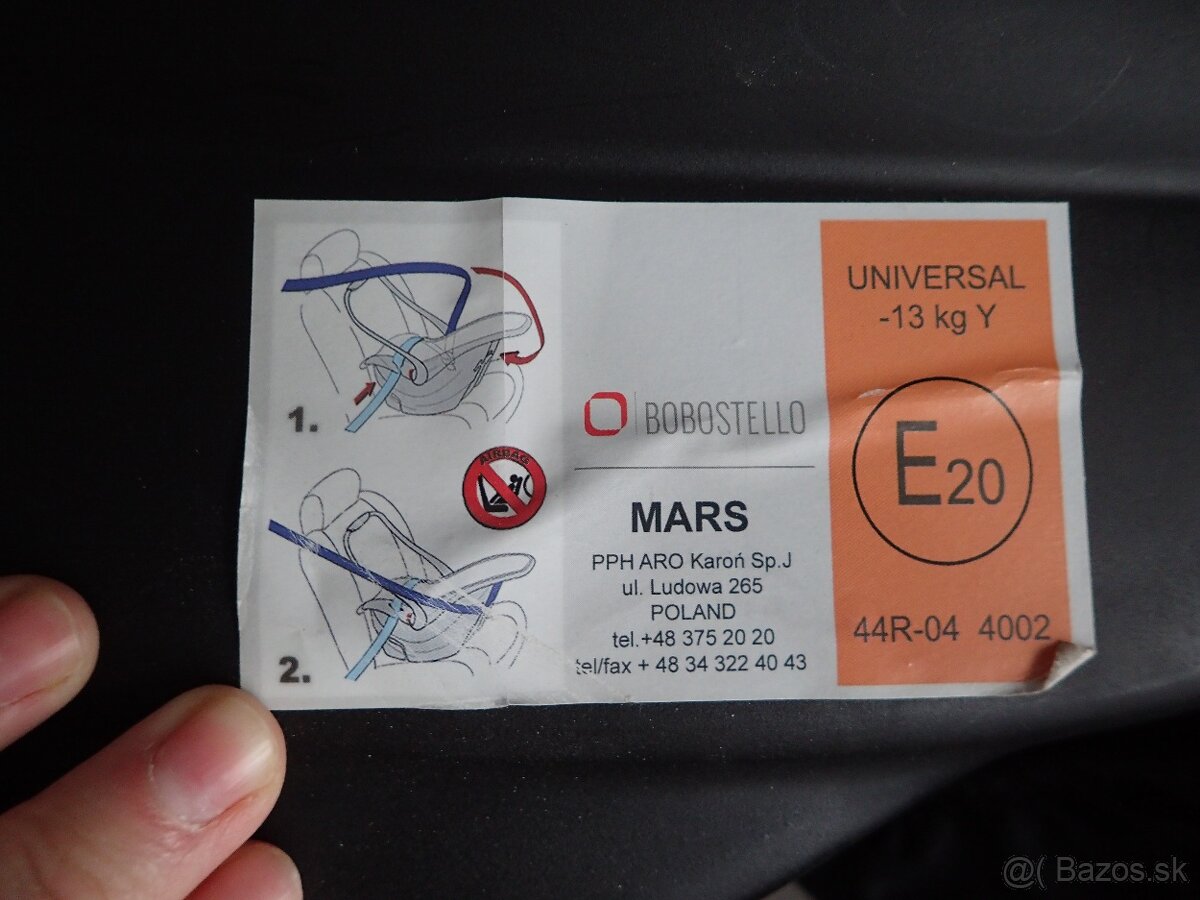 1.
AIRBAG
2.
BOBOSTELLO
MARS
PPH ARO Karoń Sp.J
ul. Ludowa 265
POLAND
tel.+48 375 20 20
tel/fax + 48 34 322 40 43
UNIVERSAL
-13 kg Y
E20
44R-04 4002
@( Bazos.sk